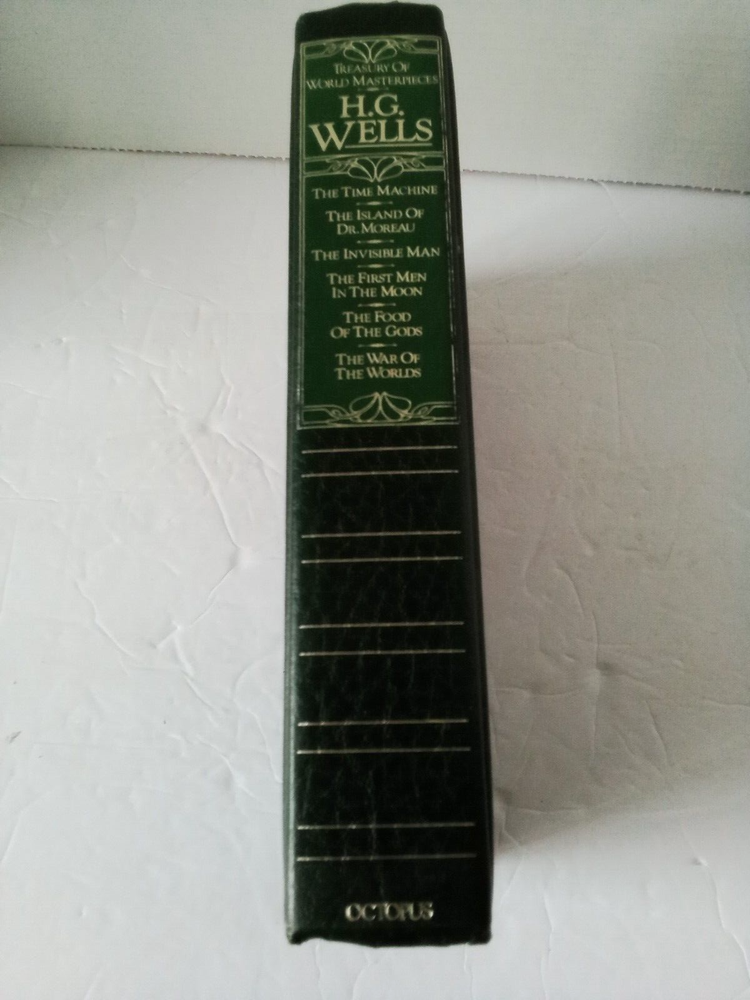 TREASURY OF
WORLD MASTERPIECES
H.G.
WELLS
THE TIME MACHINE
THE ISLAND OF
DR. MOREAU
THE INVISIBLE MAN
THE FIRST MEN
IN THE MOON
THE FOOD
OF THE GODS
THE WAR OF
THE WORLDS
OCTOPUS